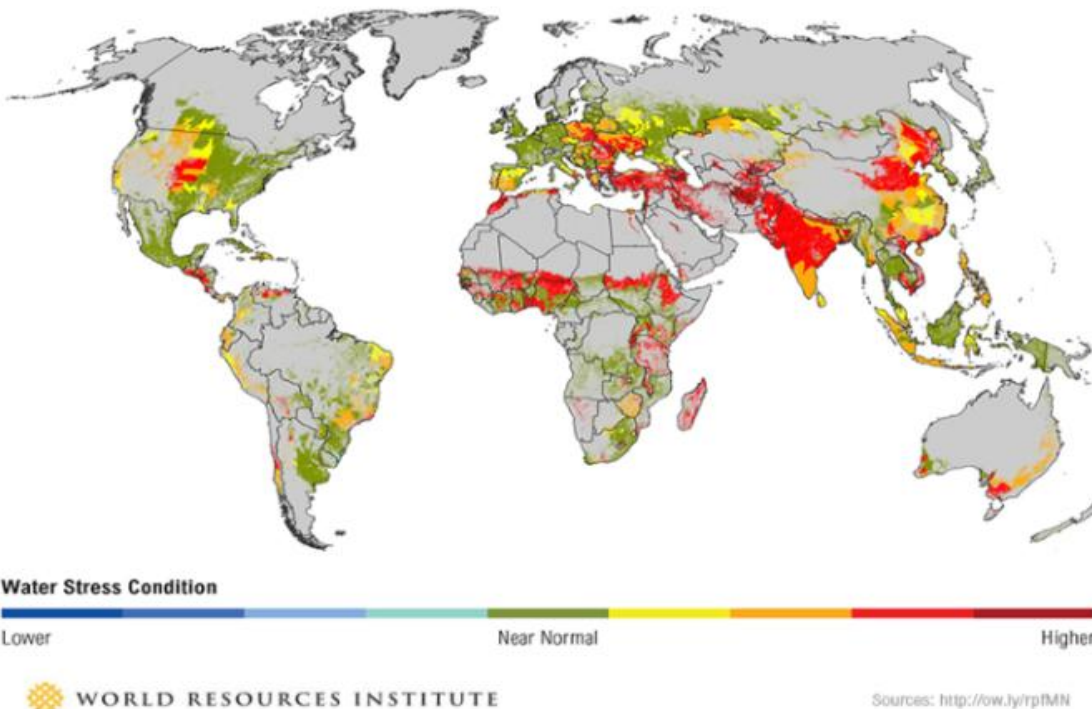 Water Stress Condition
Lower Near Normal Higher
WORLD RESOURCES INSTITUTE
Sources: http://ow.ly/rpfMN